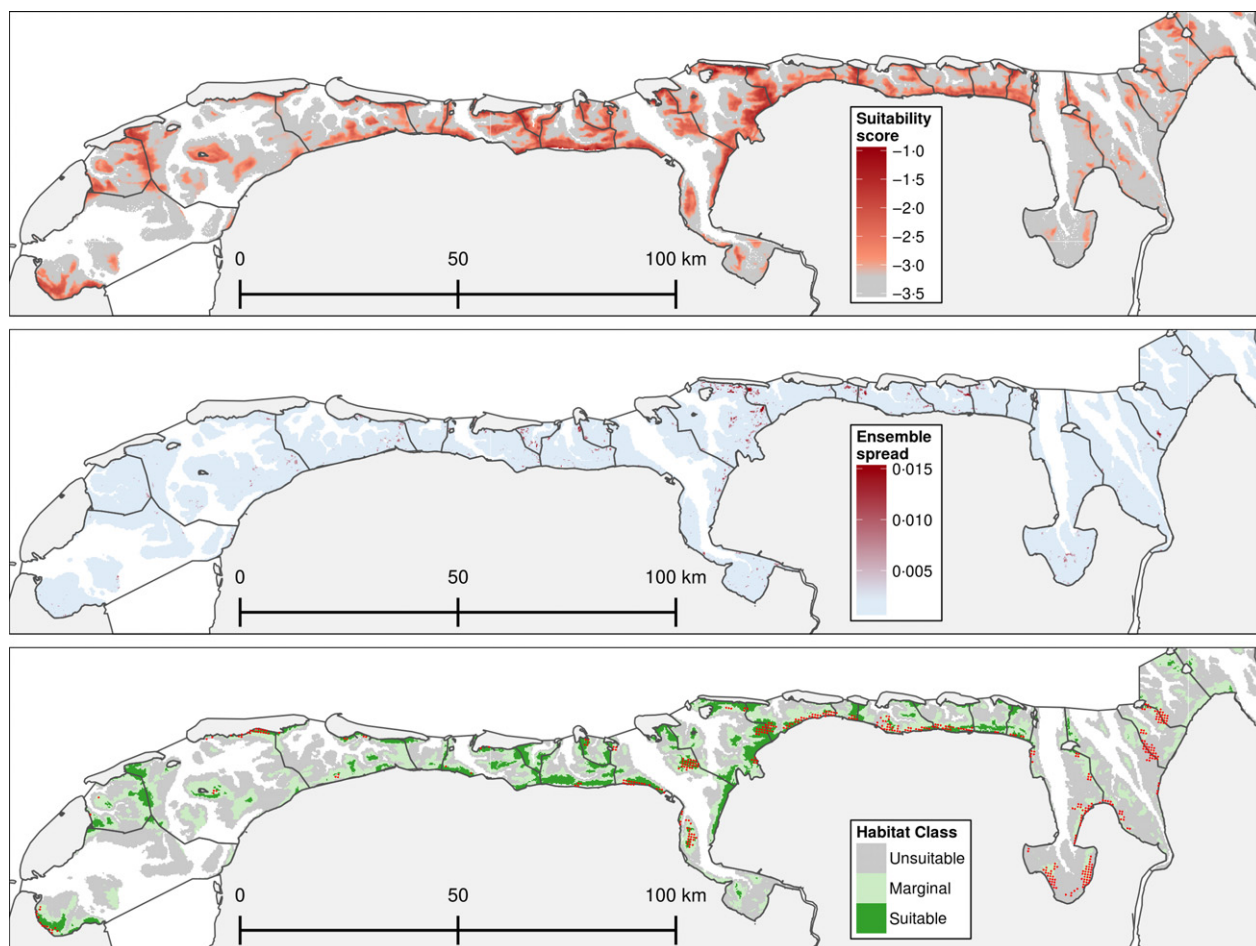 Suitability
score
-1·0
-1·5
-2·0
-2·5
-3·0
-3·5
0
50
100 km
Ensemble
spread
0·015
0·010
0·005
0
50
100 km
Habitat Class
Unsuitable
Marginal
Suitable
0
50
100 km